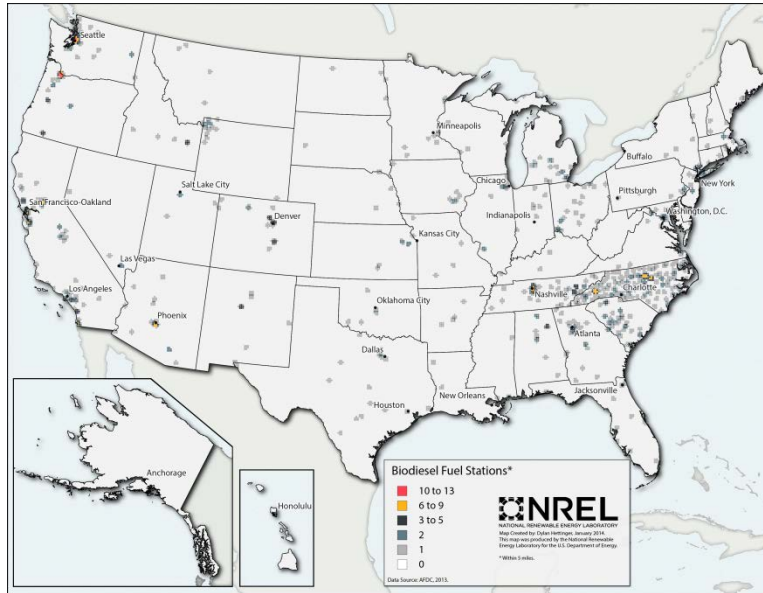 Seattle
Minneapolis
Buffalo
Chicago
New York
Pittsburgh
Salt Lake City
San Francisco-Oakland
Denver
Indianapolis
Washington, D.C.
Kansas City
Las Vegas
Los Angeles
Nashville
Charlotte
Oklahoma City
Phoenix
Atlanta
Dallas
Jacksonville
New Orleans
Houston
Anchorage
Honolulu
Biodiesel Fuel Stations*
10 to 13
6 to 9
3 to 5
2
1
0
Data Source: AFDC, 2013.
NREL
NATIONAL RENEWABLE ENERGY LABORATORY
Map Created by: Dylan Hettinger, January 2014.
This map was produced by the National Renewable
Energy Laboratory for the U.S. Department of Energy.
* Within 5 miles.